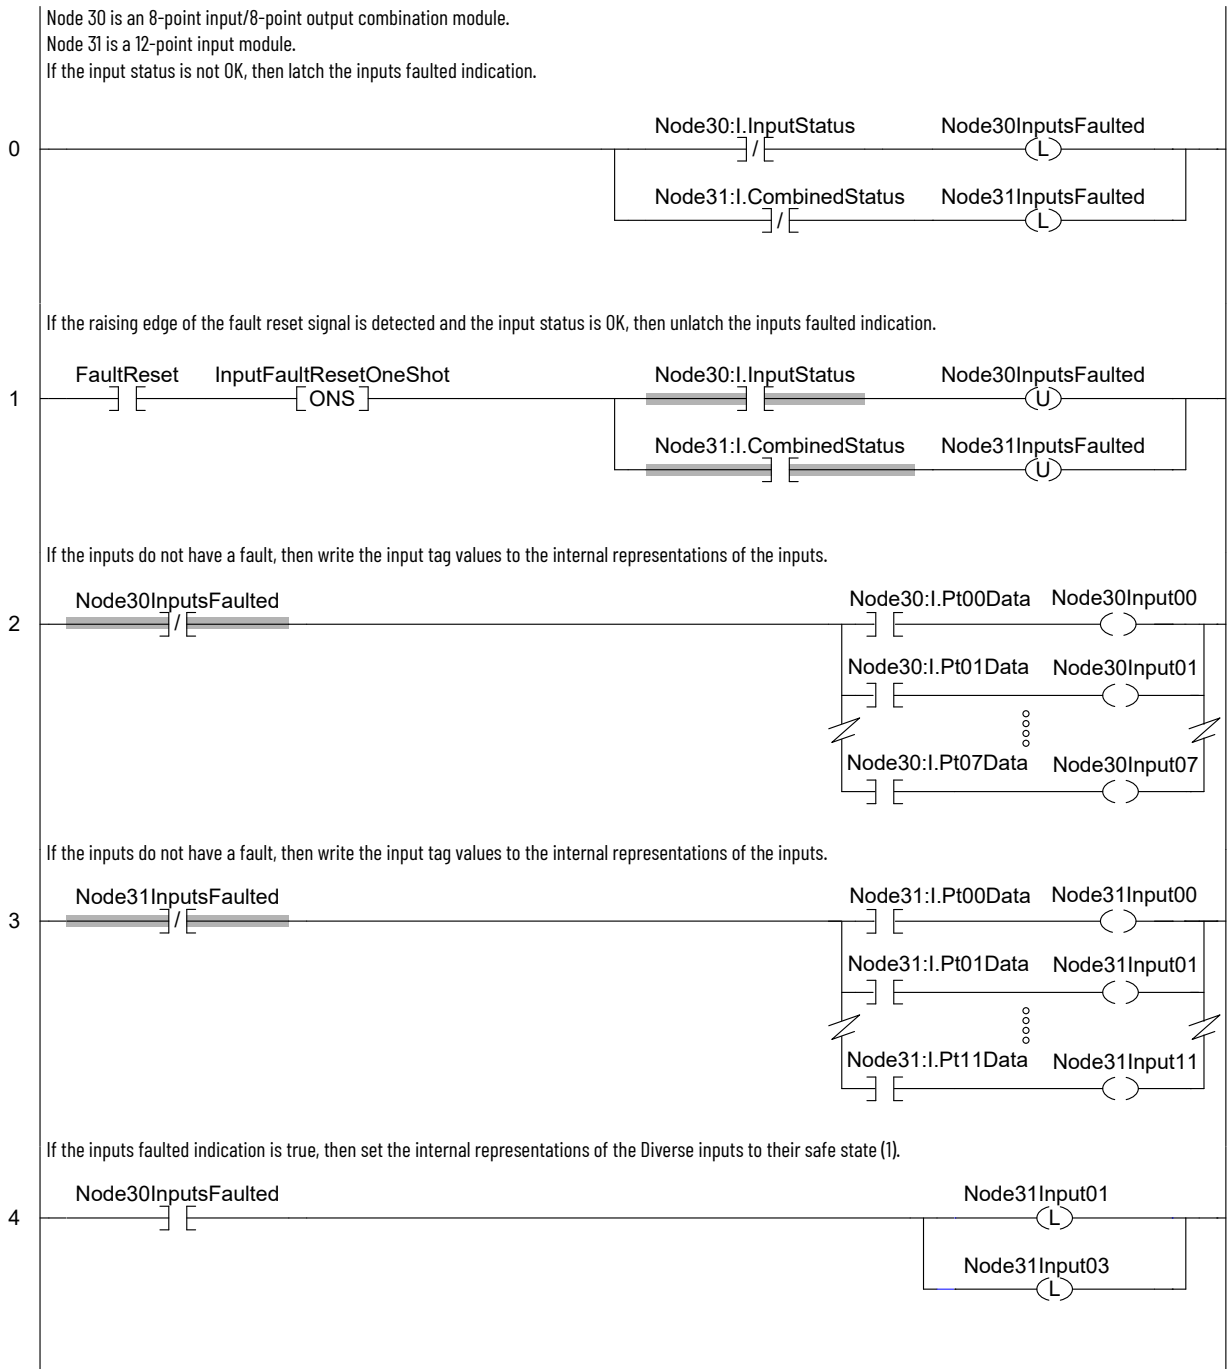 Node 30 is an 8-point input/8-point output combination module.
Node 31 is a 12-point input module.
If the input status is not OK, then latch the inputs faulted indication.
Node30:I.InputStatus Node30InputsFaulted
0 / L
Node31:I.CombinedStatus Node31InputsFaulted
/ L
If the raising edge of the fault reset signal is detected and the input status is OK, then unlatch the inputs faulted indication.
FaultReset InputFaultResetOneShot Node30:I.InputStatus Node30InputsFaulted
1 ONS U
Node31:I.CombinedStatus Node31InputsFaulted
U
If the inputs do not have a fault, then write the input tag values to the internal representations of the inputs.
Node30InputsFaulted Node30:I.Pt00Data Node30Input00
2 /
Node30:I.Pt01Data Node30Input01
Node30:I.Pt07Data Node30Input07
If the inputs do not have a fault, then write the input tag values to the internal representations of the inputs.
Node31InputsFaulted Node31:I.Pt00Data Node31Input00
3 /
Node31:I.Pt01Data Node31Input01
Node31:I.Pt11Data Node31Input11
If the inputs faulted indication is true, then set the internal representations of the Diverse inputs to their safe state (1).
Node30InputsFaulted Node31Input01
4 L
Node31Input03
L